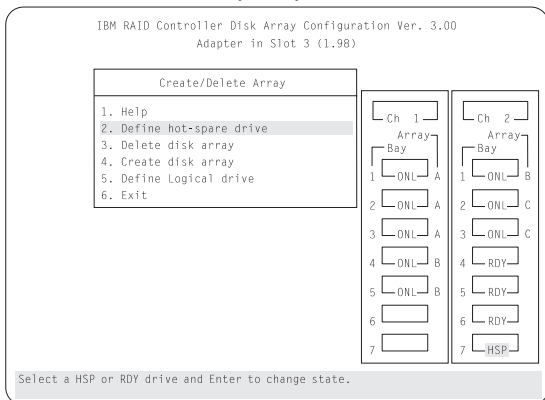 IBM RAID Controller Disk Array Configuration Ver. 3.00
Adapter in Slot 3 (1.98)
Create/Delete Array
1. Help
2. Define hot-spare drive
3. Delete disk array
4. Create disk array
5. Define Logical drive
6. Exit
Ch 1
Array
Bay
1 ONL A
2 ONL A
3 ONL A
4 ONL B
5 ONL B
6
7
Ch 2
Array
Bay
1 ONL B
2 ONL C
3 ONL C
4 RDY
5 RDY
6 RDY
7 HSP
Select a HSP or RDY drive and Enter to change state.